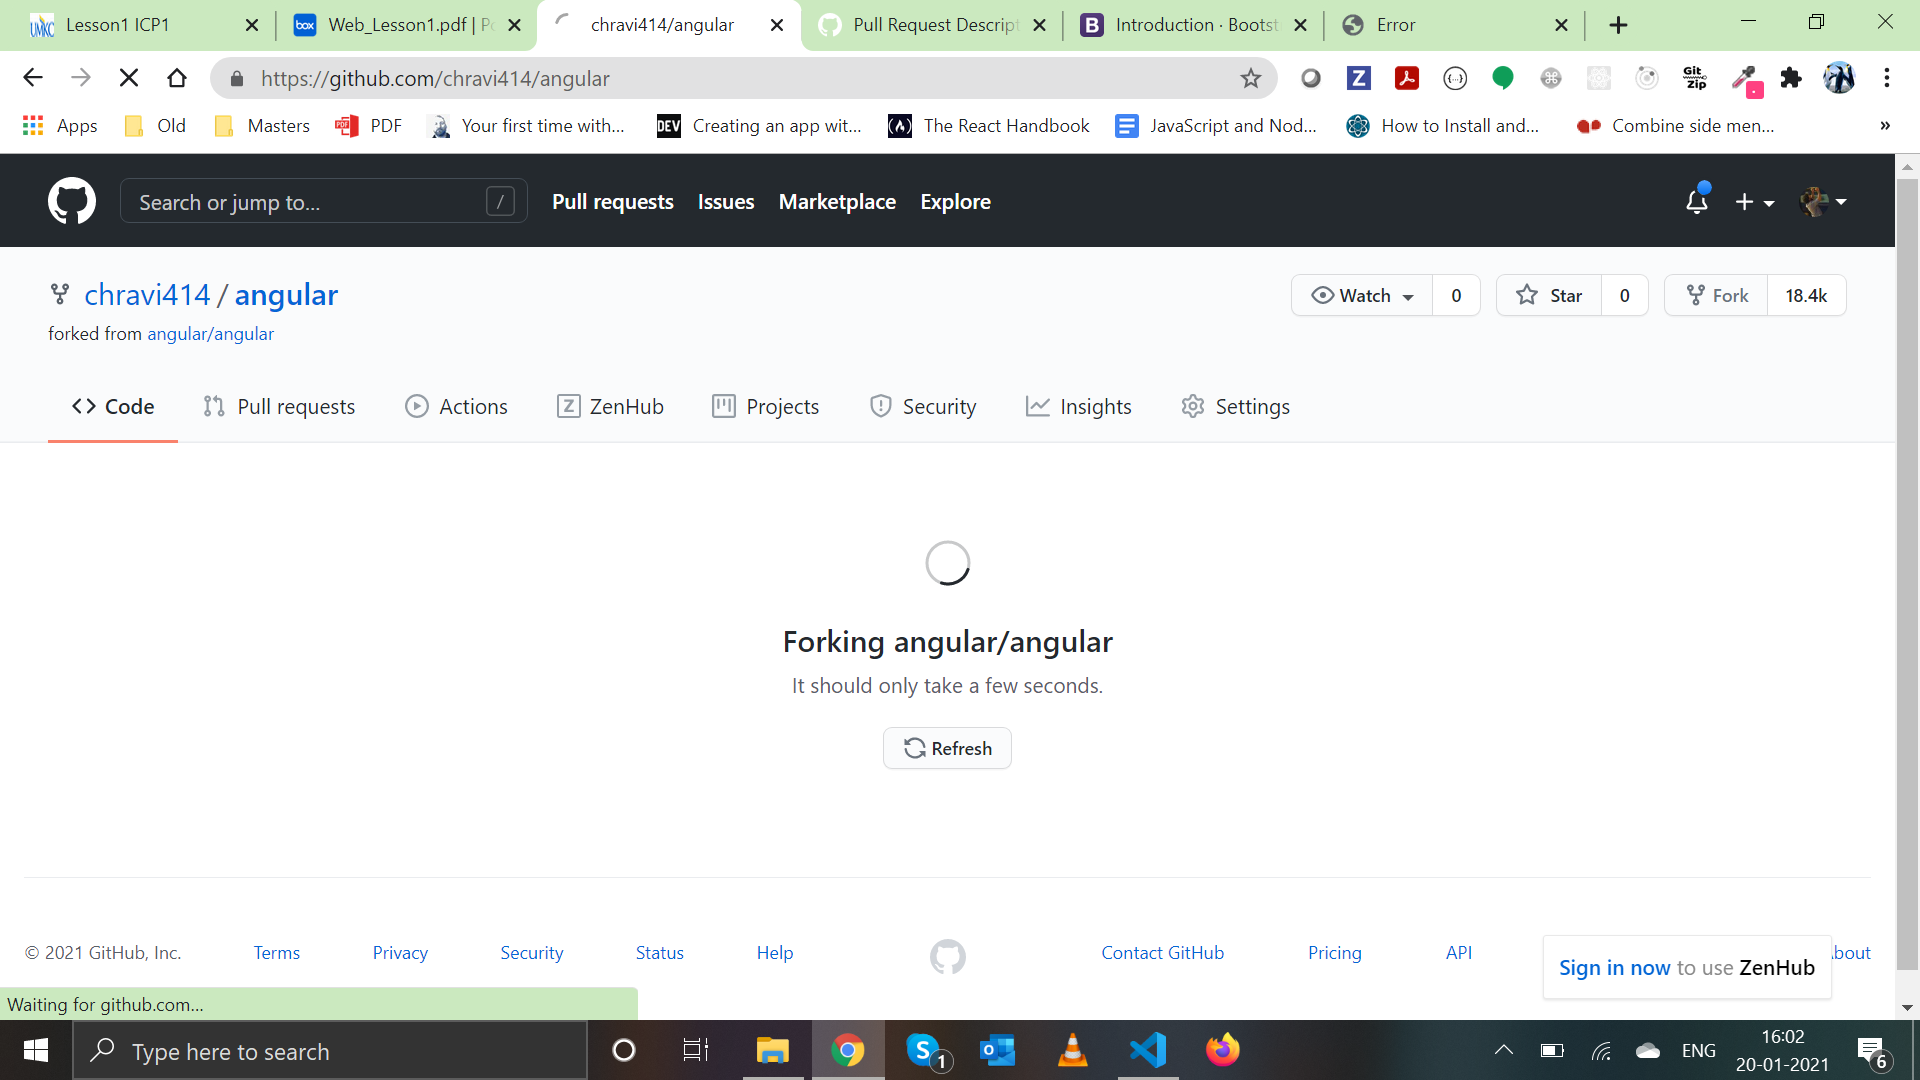 Lesson1 ICP1
Web_Lesson1.pdf | Po
chravi414/angular
Pull Request Descript
Introduction · Bootst
Error
https://github.com/chravi414/angular
Git Zip
Apps
Old
Masters
PDF
Your first time with...
DEV
Creating an app wit...
The React Handbook
JavaScript and Nod...
How to Install and...
Combine side men...
»
Search or jump to...
/
Pull requests
Issues
Marketplace
Explore
chravi414 / angular
Watch
0
Star
0
Fork
18.4k
forked from angular/angular
Code
Pull requests
Actions
ZenHub
Projects
Security
Insights
Settings
Forking angular/angular
It should only take a few seconds.
Refresh
© 2021 GitHub, Inc.
Terms
Privacy
Security
Status
Help
Contact GitHub
Pricing
API
bout
Sign in now to use ZenHub
Waiting for github.com...
Type here to search
1
ENG
16:02
20-01-2021
6